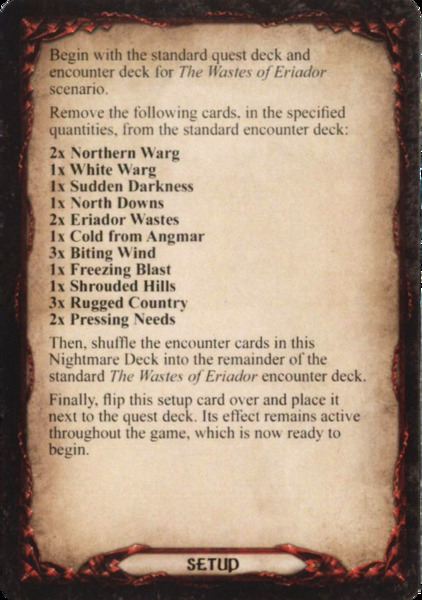 Begin with the standard quest deck and
encounter deck for The Wastes of Eriador
scenario.
Remove the following cards, in the specified
quantities, from the standard encounter deck:
2x Northern Warg
1x White Warg
1x Sudden Darkness
1x North Downs
2x Eriador Wastes
1x Cold from Angmar
3x Biting Wind
1x Freezing Blast
1x Shrouded Hills
3x Rugged Country
2x Pressing Needs
Then, shuffle the encounter cards in this
Nightmare Deck into the remainder of the
standard The Wastes of Eriador encounter deck.
Finally, flip this setup card over and place it
next to the quest deck. Its effect remains active
throughout the game, which is now ready to
begin.
SETUP